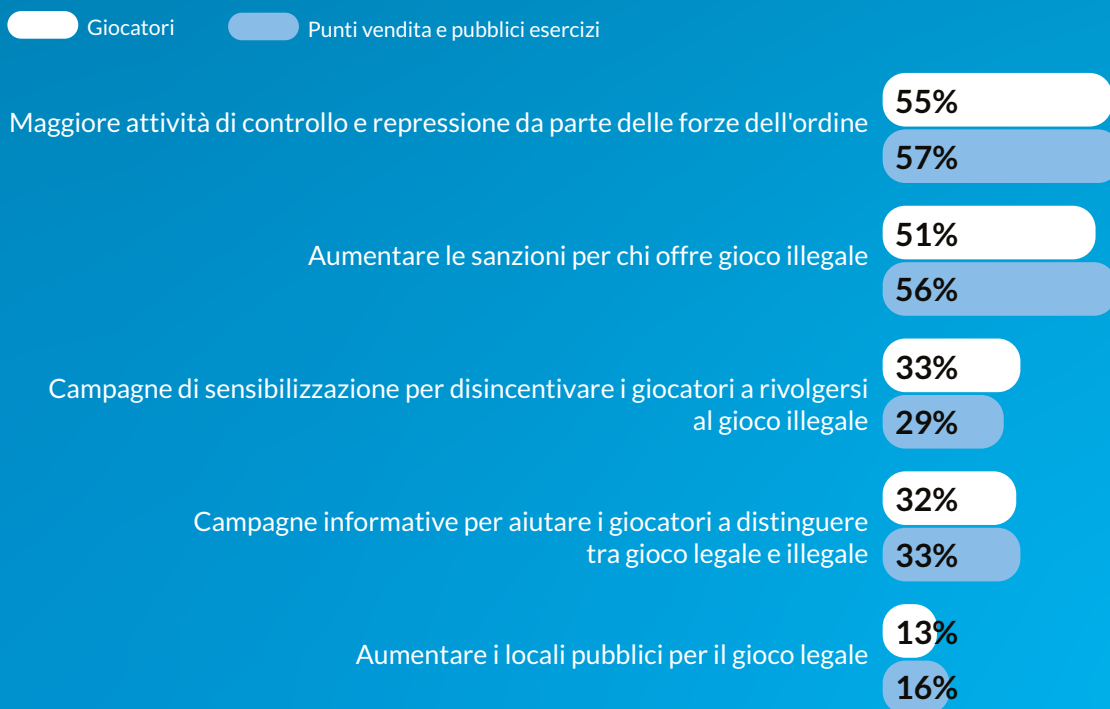 Giocatori
Punti vendita e pubblici esercizi
Maggiore attività di controllo e repressione da parte delle forze dell'ordine
55%
57%
Aumentare le sanzioni per chi offre gioco illegale
51%
56%
Campagne di sensibilizzazione per disincentivare i giocatori a rivolgersi
al gioco illegale
33%
29%
Campagne informative per aiutare i giocatori a distinguere
tra gioco legale e illegale
32%
33%
Aumentare i locali pubblici per il gioco legale
13%
16%